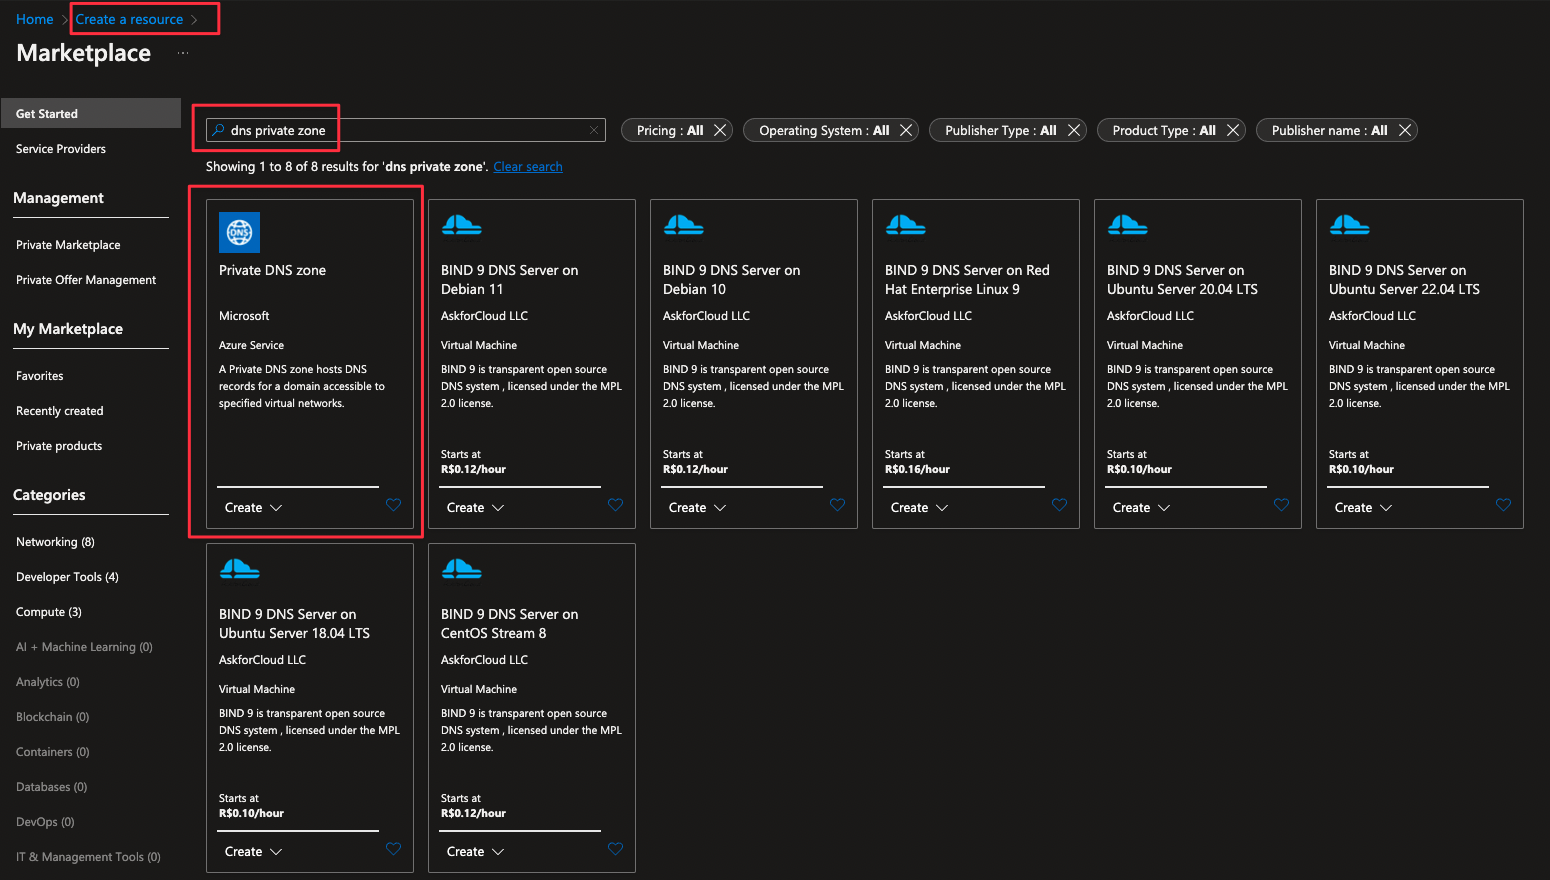 Home > Create a resource >
Marketplace ...
Get Started
Service Providers
Management
Private Marketplace
Private Offer Management
My Marketplace
Favorites
Recently created
Private products
Categories
Networking (8)
Developer Tools (4)
Compute (3)
AI + Machine Learning (0)
Analytics (0)
Blockchain (0)
Containers (0)
Databases (0)
DevOps (0)
IT & Management Tools (0)
dns private zone
Pricing : All
Operating System : All
Publisher Type : All
Product Type : All
Publisher name : All
Showing 1 to 8 of 8 results for 'dns private zone'. Clear search
DNS
Private DNS zone
Microsoft
Azure Service
A Private DNS zone hosts DNS
records for a domain accessible to
specified virtual networks.
Create
BIND 9 DNS Server on
Debian 11
AskforCloud LLC
Virtual Machine
BIND 9 is transparent open source
DNS system , licensed under the MPL
2.0 license.
Starts at
R$0.12/hour
Create
BIND 9 DNS Server on
Debian 10
AskforCloud LLC
Virtual Machine
BIND 9 is transparent open source
DNS system , licensed under the MPL
2.0 license.
Starts at
R$0.12/hour
Create
BIND 9 DNS Server on Red
Hat Enterprise Linux 9
AskforCloud LLC
Virtual Machine
BIND 9 is transparent open source
DNS system , licensed under the MPL
2.0 license.
Starts at
R$0.16/hour
Create
BIND 9 DNS Server on
Ubuntu Server 20.04 LTS
AskforCloud LLC
Virtual Machine
BIND 9 is transparent open source
DNS system , licensed under the MPL
2.0 license.
Starts at
R$0.10/hour
Create
BIND 9 DNS Server on
Ubuntu Server 22.04 LTS
AskforCloud LLC
Virtual Machine
BIND 9 is transparent open source
DNS system , licensed under the MPL
2.0 license.
Starts at
R$0.10/hour
Create
BIND 9 DNS Server on
Ubuntu Server 18.04 LTS
AskforCloud LLC
Virtual Machine
BIND 9 is transparent open source
DNS system , licensed under the MPL
2.0 license.
Starts at
R$0.10/hour
Create
BIND 9 DNS Server on
CentOS Stream 8
AskforCloud LLC
Virtual Machine
BIND 9 is transparent open source
DNS system , licensed under the MPL
2.0 license.
Starts at
R$0.12/hour
Create